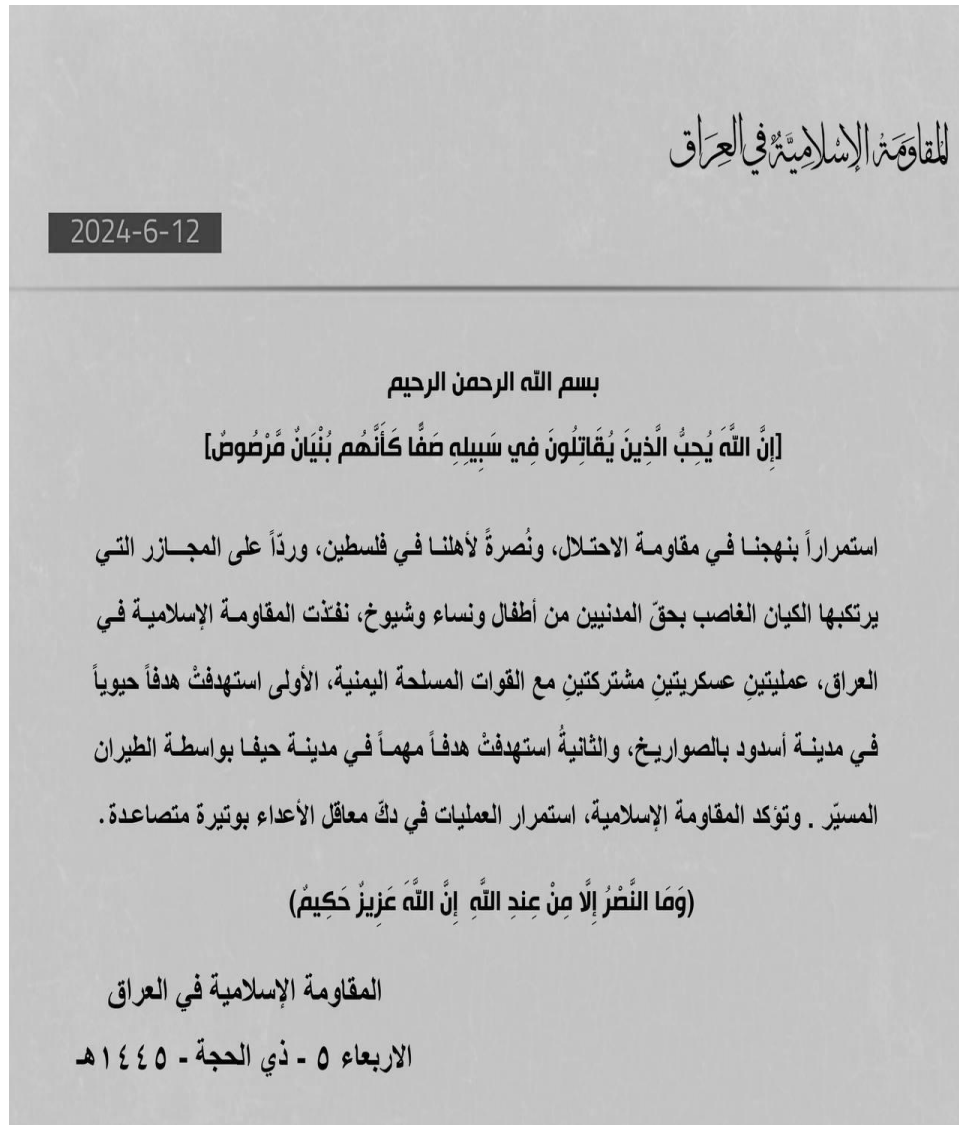 المقاومة الإسلامية في العراق
2024-6-12
بسم الله الرحمن الرحيم
[إِنَّ اللَّهَ يُحِبُّ الَّذِينَ يُقَاتِلُونَ فِي سَبِيلِهِ صَفًّا كَأَنَّهُم بُنْيَانٌ مَّرْصُوصٌ]
استمراراً بنهجنا في مقاومة الاحتلال، ونُصرةً لأهلنا في فلسطين، وردّاً على المجازر التي
يرتكبها الكيان الغاصب بحقّ المدنيين من أطفال ونساء وشيوخ، نفّذت المقاومة الإسلامية في
العراق، عمليتينِ عسكريتينِ مشتركتينِ مع القوات المسلحة اليمنية، الأولى استهدفتْ هدفاً حيوياً
في مدينة أسدود بالصواريخ، والثانيةُ استهدفتْ هدفاً مهماً في مدينة حيفا بواسطة الطيران
المسيّر . وتؤكد المقاومة الإسلامية، استمرار العمليات في دكّ معاقل الأعداء بوتيرة متصاعدة.
(وَمَا النَّصْرُ إِلَّا مِنْ عِندِ اللَّهِ إِنَّ اللَّهَ عَزِيزٌ حَكِيمٌ)
المقاومة الإسلامية في العراق
الاربعاء ٥ - ذي الحجة - ١٤٤٥هـ